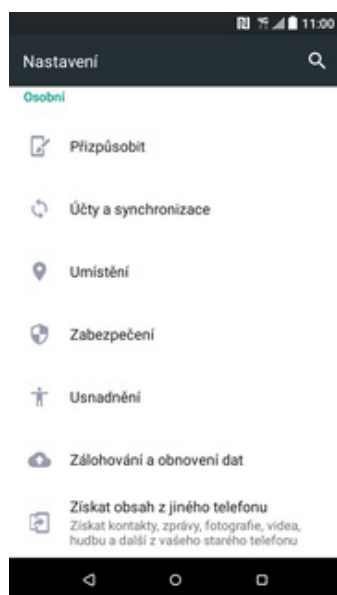 11:00
Nastavení
Osobní
Přizpůsobit
Účty a synchronizace
Umístění
Zabezpečení
Usnadnění
Zálohování a obnovení dat
Získat obsah z jiného telefonu
Získat kontakty, zprávy, fotografie, videa,
hudbu a další z vašeho starého telefonu